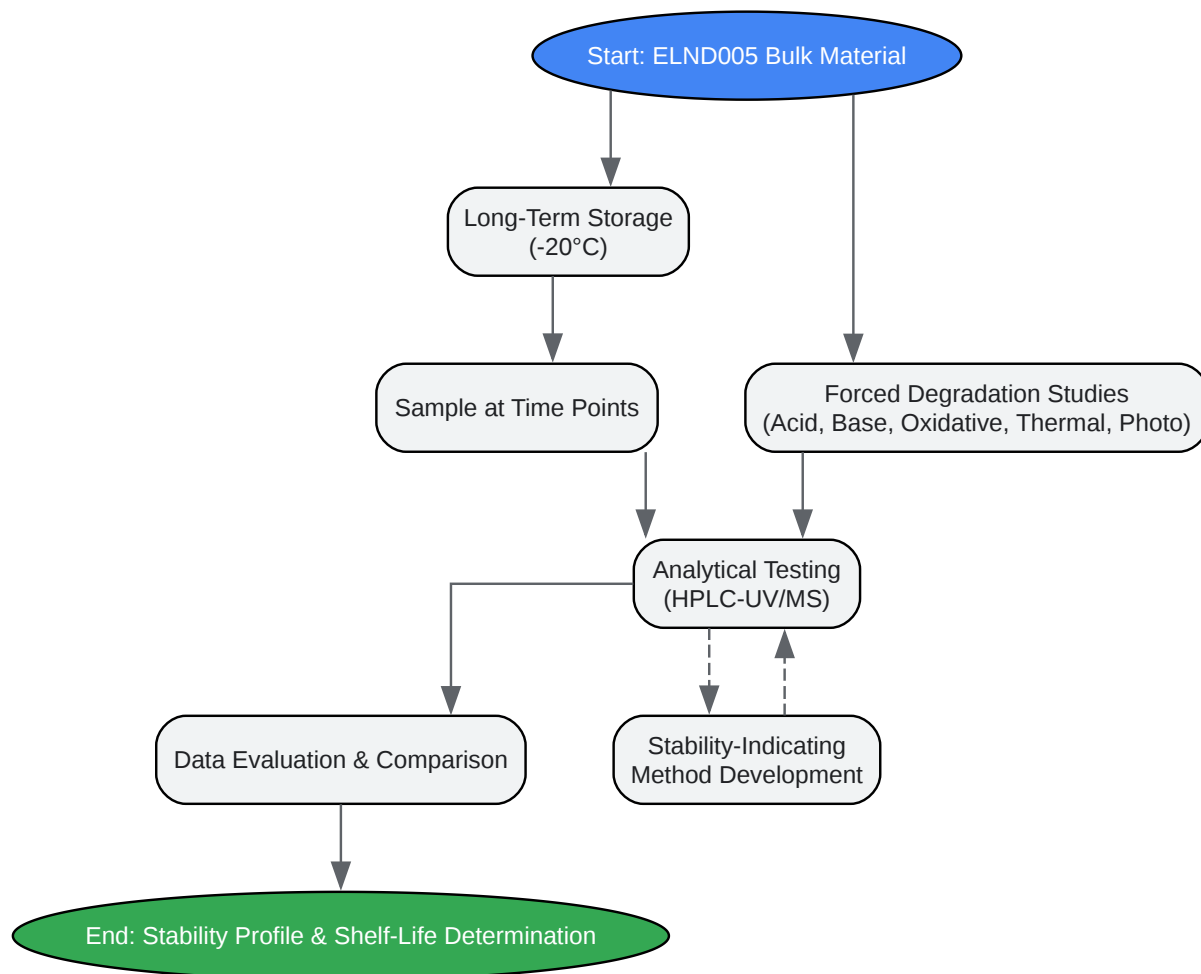 Start: ELND005 Bulk Material
Long-Term Storage
(-20°C)
Sample at Time Points
Forced Degradation Studies
(Acid, Base, Oxidative, Thermal, Photo)
Analytical Testing
(HPLC-UV/MS)
Data Evaluation & Comparison
Stability-Indicating
Method Development
End: Stability Profile & Shelf-Life Determination